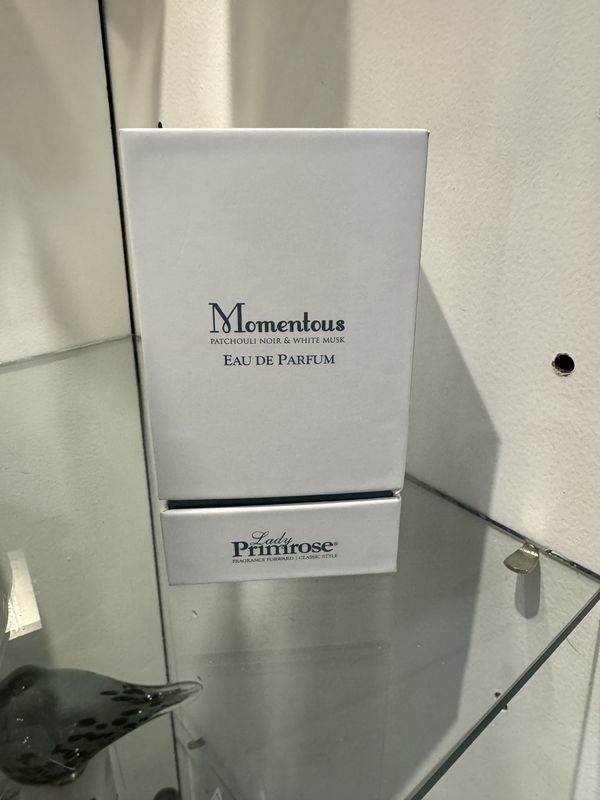 Momentous
PATCHOULI NOIR & WHITE MUSK
EAU DE PARFUM
Lady
Primrose®
FRAGRANCE FORWARD | CLASSIC STYLE